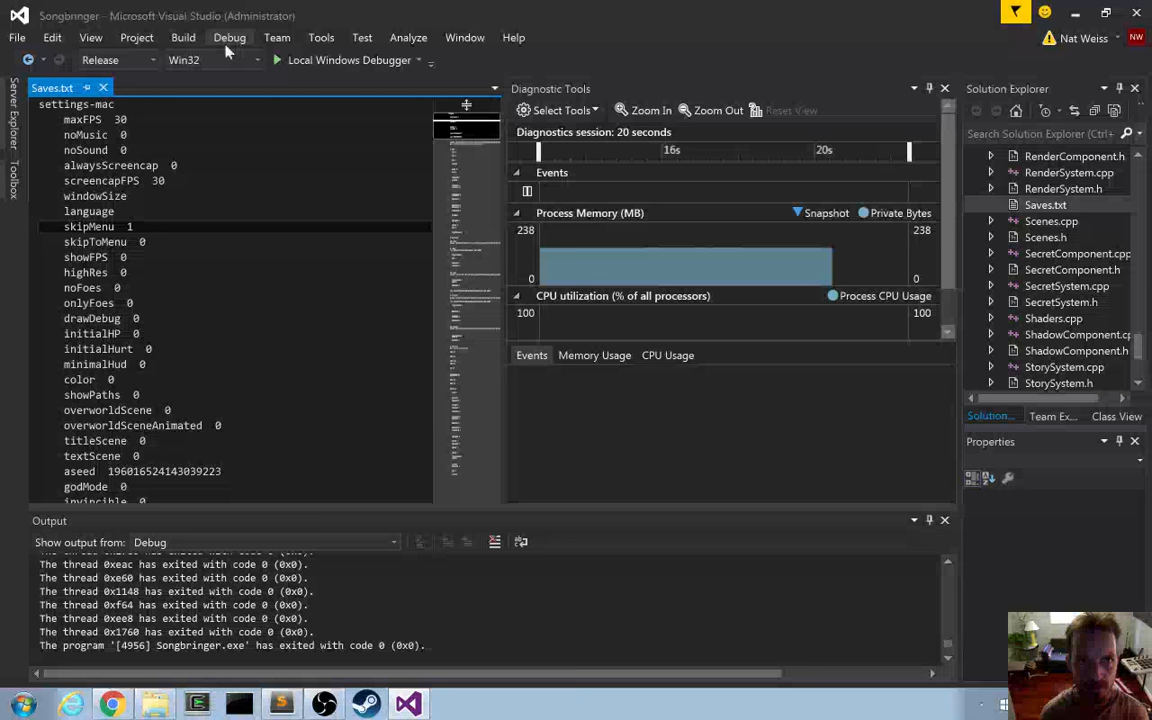 Songbringer - Microsoft Visual Studio (Administrator)
File Edit View Project Build Debug Team Tools Test Analyze Window Help
Nat Weiss NW
Release Win32 Local Windows Debugger
Server Explorer
Toolbox
Saves.txt
settings-mac
maxFPS 30
noMusic 0
noSound 0
alwaysScreencap 0
screencapFPS 30
windowSize
language
skipMenu 1
skipToMenu 0
showFPS 0
highRes 0
noFoes 0
onlyFoes 0
drawDebug 0
initialHP 0
initialHurt 0
minimalHud 0
color 0
showPaths 0
overworldScene 0
overworldSceneAnimated 0
titleScene 0
textScene 0
aseed 196016524143039223
godMode 0
invincible 0
Diagnostic Tools
Select Tools Zoom In Zoom Out Reset View
Diagnostics session: 20 seconds
16s 20s
Events
Process Memory (MB) Snapshot Private Bytes
238 238
0 0
CPU utilization (% of all processors) Process CPU Usage
100 100
Events Memory Usage CPU Usage
Solution Explorer
Search Solution Explorer (Ctrl+
RenderComponent.h
RenderSystem.cpp
RenderSystem.h
Saves.txt
Scenes.cpp
Scenes.h
SecretComponent.cpp
SecretComponent.h
SecretSystem.cpp
SecretSystem.h
Shaders.cpp
ShadowComponent.cp
ShadowComponent.h
StorySystem.cpp
StorySystem.h
Solution... Team Ex... Class View
Properties
Output
Show output from: Debug
The thread 0xeac has exited with code 0 (0x0).
The thread 0xe60 has exited with code 0 (0x0).
The thread 0x1148 has exited with code 0 (0x0).
The thread 0xf64 has exited with code 0 (0x0).
The thread 0xee8 has exited with code 0 (0x0).
The thread 0x1760 has exited with code 0 (0x0).
The program '[4956] Songbringer.exe' has exited with code 0 (0x0).